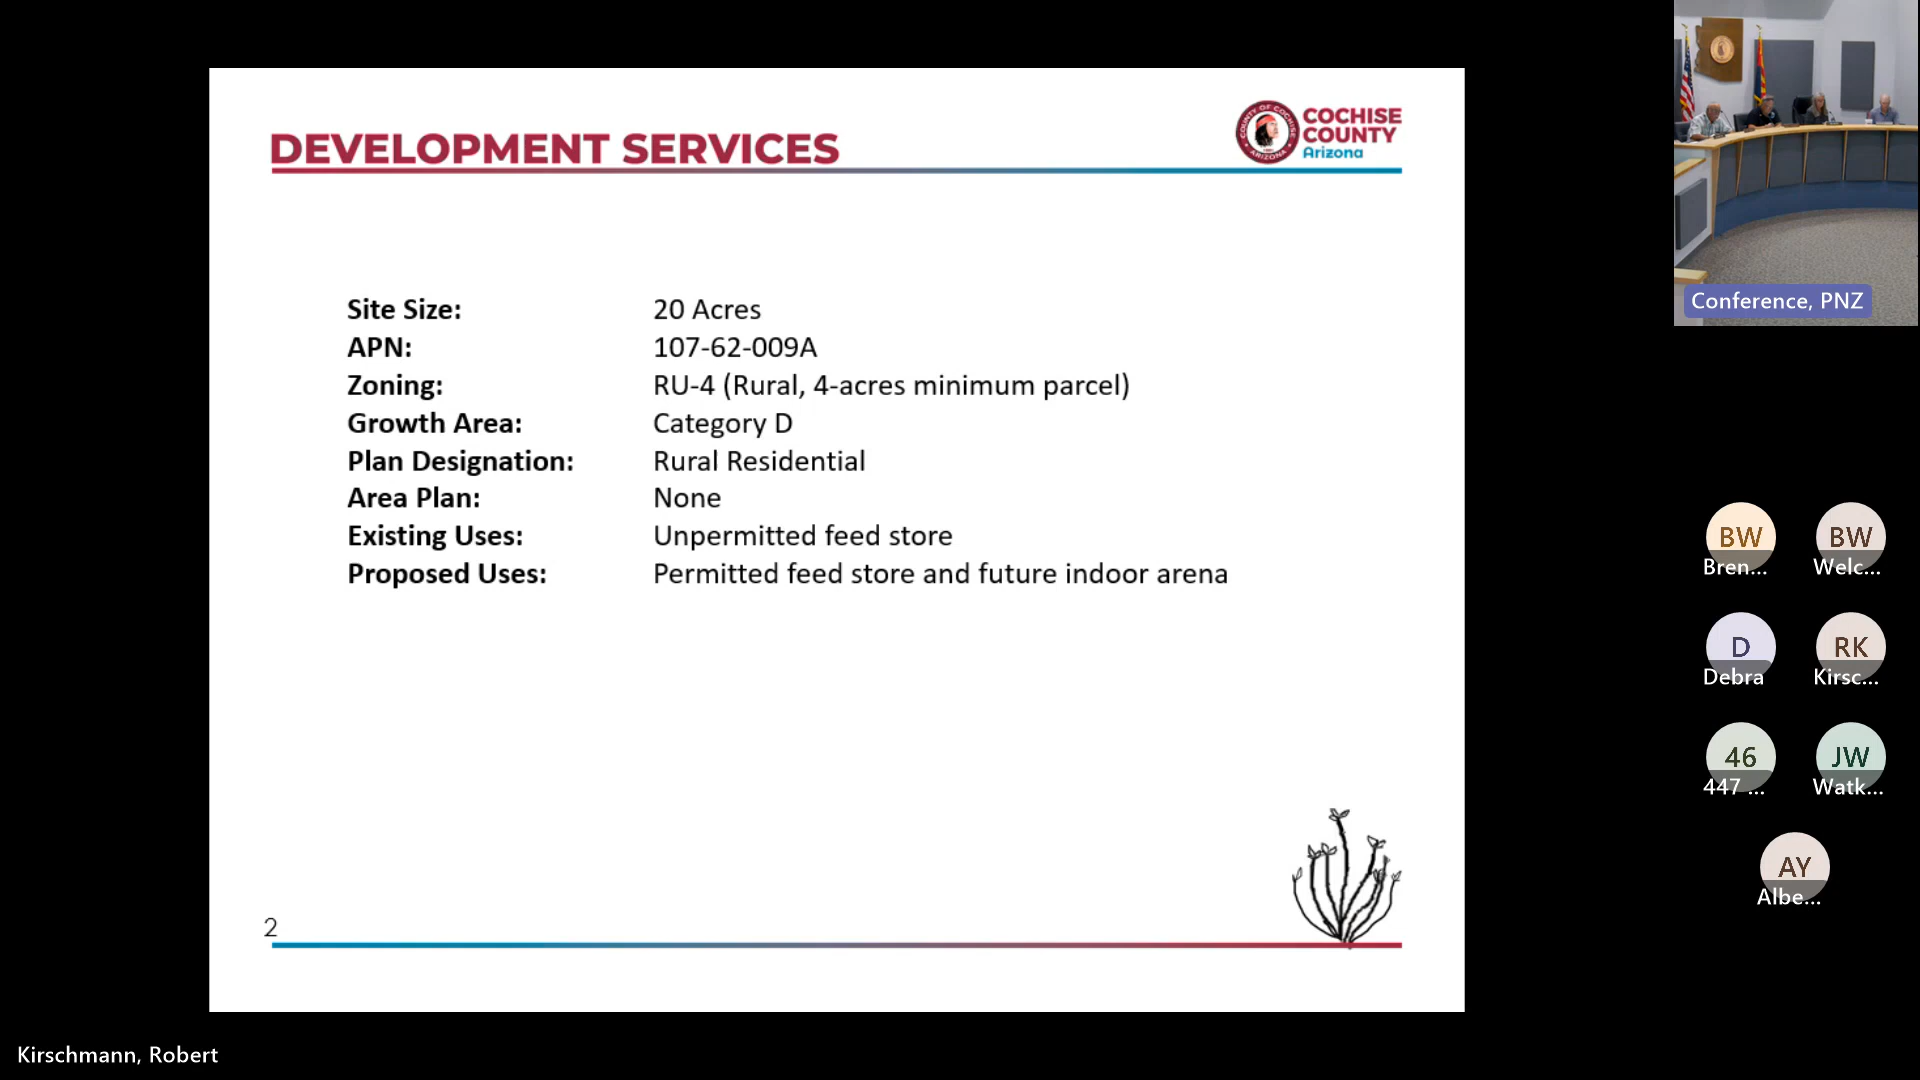 DEVELOPMENT SERVICES
COUNTY OF COCHISE
ARIZONA
COCHISE
COUNTY
Arizona
Site Size: 20 Acres
APN: 107-62-009A
Zoning: RU-4 (Rural, 4-acres minimum parcel)
Growth Area: Category D
Plan Designation: Rural Residential
Area Plan: None
Existing Uses: Unpermitted feed store
Proposed Uses: Permitted feed store and future indoor arena
2
Conference, PNZ
BW BW
Bren... Welc...
D RK
Debra Kirsc...
46 JW
447 ... Watk...
AY
Albe...
Kirschmann, Robert